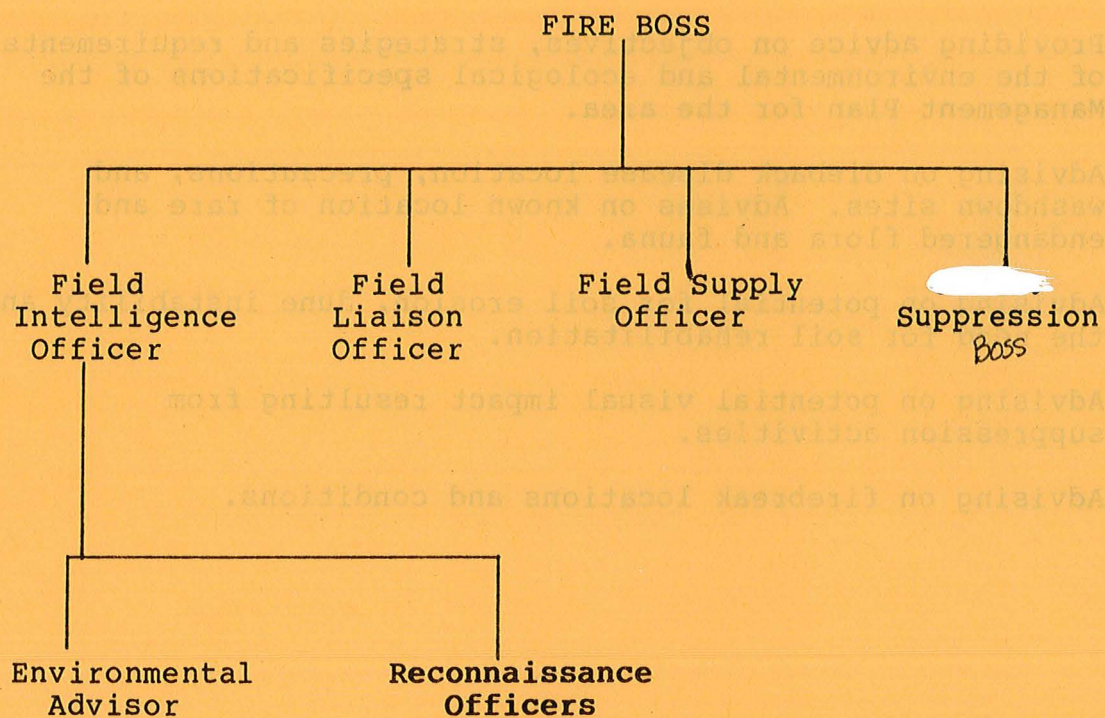 FIRE BOSS
Field
Intelligence
Officer
Field
Liaison
Officer
Field Supply
Officer
Suppression
Boss
Environmental
Advisor
Reconnaissance
Officers